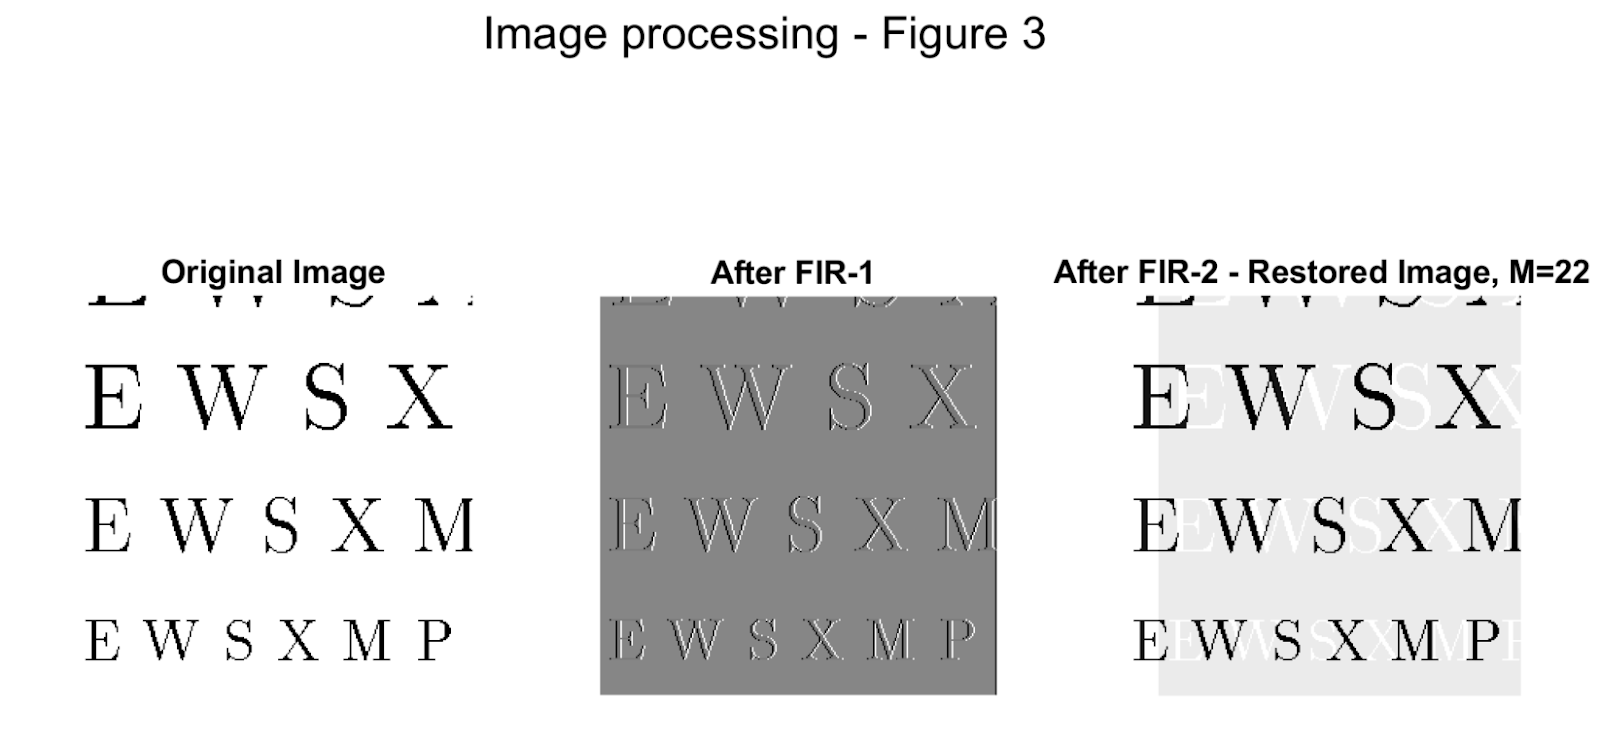 Image processing - Figure 3
Original Image
E W S X
E W S X M
E W S X M P
After FIR-1
E W S X
E W S X M
E W S X M P
After FIR-2 - Restored Image, M=22
E W S X
E W S X M
E W S X M P